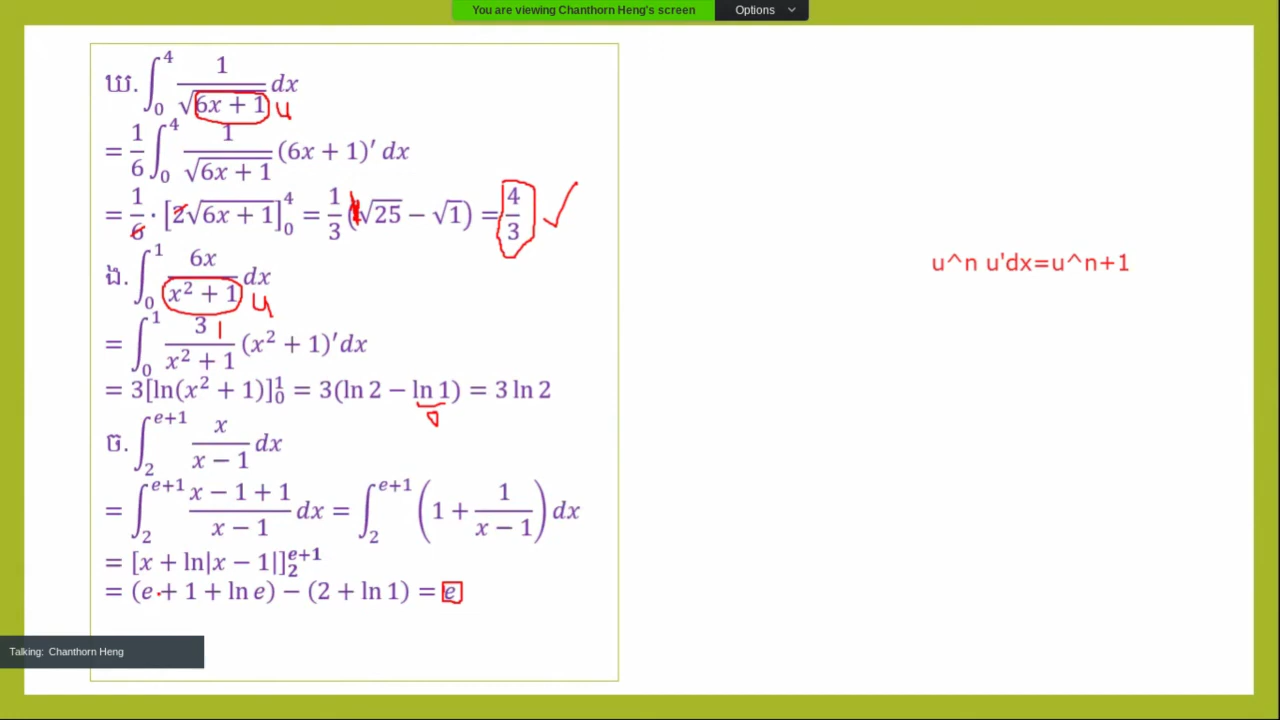 You are viewing Chanthorn Heng's screen Options
ឃ. ∫₀⁴ 1/√(6x + 1) dx u
= 1/6 ∫₀⁴ 1/√(6x + 1) (6x + 1)′ dx
= 1/6 · [2√(6x + 1)]₀⁴ = 1/3 (√25 − √1) = 4/3 ✓
ង. ∫₀¹ 6x/(x² + 1) dx u
= ∫₀¹ 3/(x² + 1) (x² + 1)′dx
= 3[ln(x² + 1)]₀¹ = 3(ln 2 − ln 1) = 3 ln 2
0
ច. ∫₂^(e+1) x/(x − 1) dx
= ∫₂^(e+1) (x − 1 + 1)/(x − 1) dx = ∫₂^(e+1) (1 + 1/(x − 1)) dx
= [x + ln|x − 1|]₂^(e+1)
= (e + 1 + ln e) − (2 + ln 1) = e
u^n u'dx=u^n+1
Talking: Chanthorn Heng